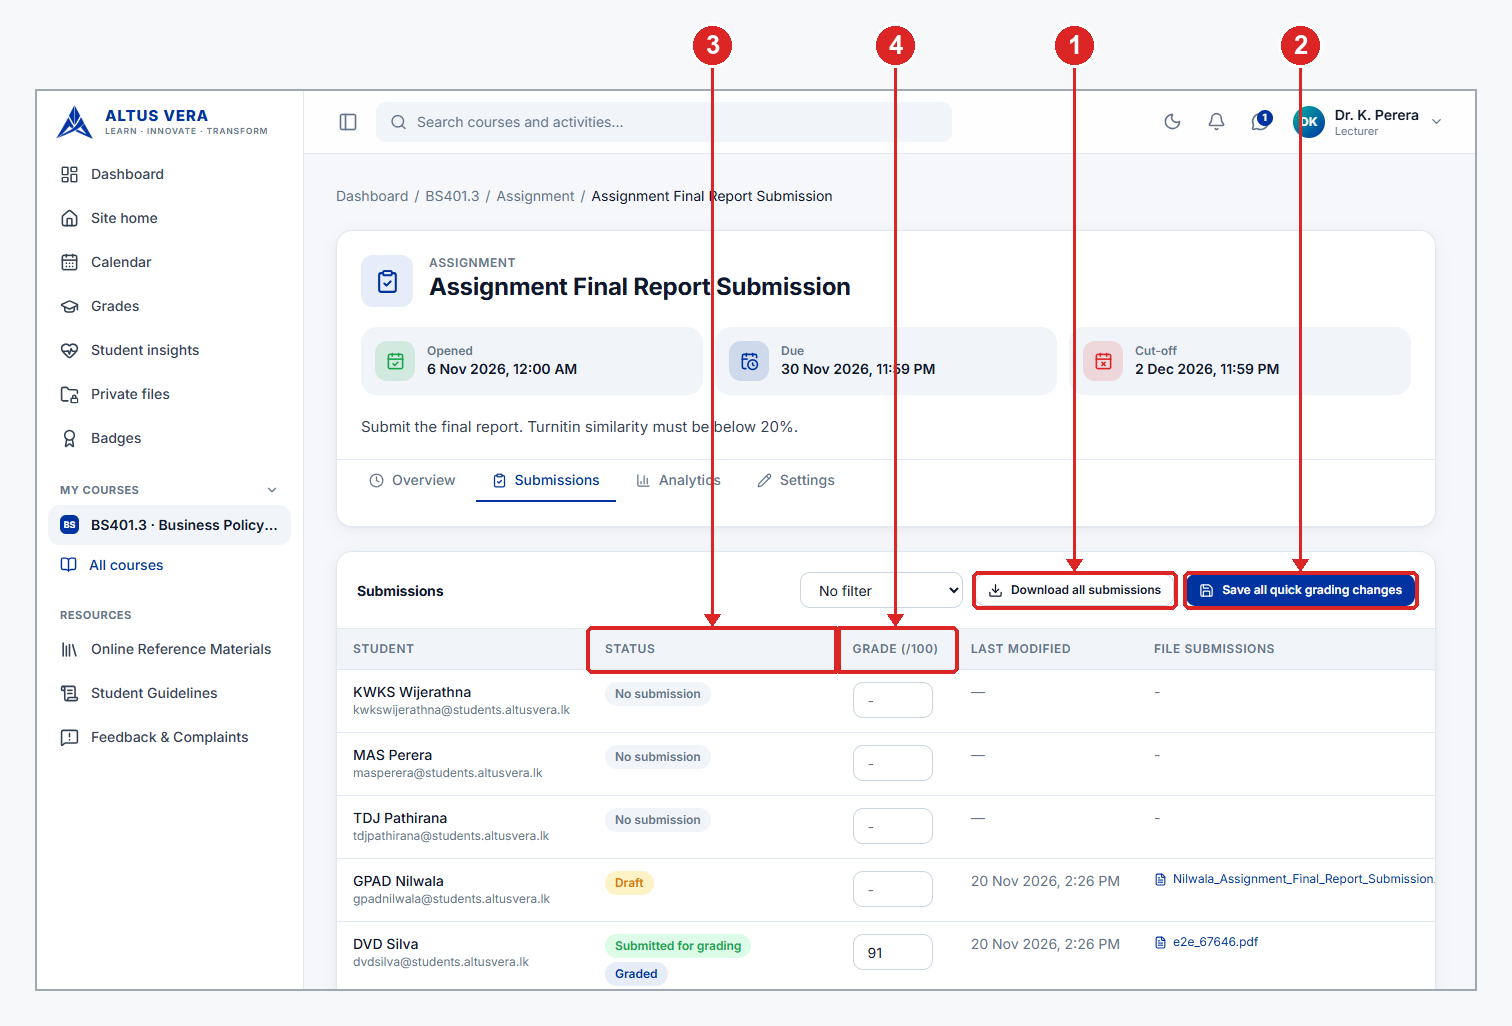 3 4 1 2
ALTUS VERA
LEARN · INNOVATE · TRANSFORM
Search courses and activities...
1
DK
Dr. K. Perera
Lecturer
Dashboard
Site home
Calendar
Grades
Student insights
Private files
Badges
MY COURSES
BS BS401.3 · Business Policy...
All courses
RESOURCES
Online Reference Materials
Student Guidelines
Feedback & Complaints
Dashboard / BS401.3 / Assignment / Assignment Final Report Submission
ASSIGNMENT
Assignment Final Report Submission
Opened
6 Nov 2026, 12:00 AM
Due
30 Nov 2026, 11:59 PM
Cut-off
2 Dec 2026, 11:59 PM
Submit the final report. Turnitin similarity must be below 20%.
Overview Submissions Analytics Settings
Submissions No filter Download all submissions Save all quick grading changes
STUDENT STATUS GRADE (/100) LAST MODIFIED FILE SUBMISSIONS
KWKS Wijerathna No submission - — -
kwkswijerathna@students.altusvera.lk
MAS Perera No submission - — -
masperera@students.altusvera.lk
TDJ Pathirana No submission - — -
tdjpathirana@students.altusvera.lk
GPAD Nilwala Draft - 20 Nov 2026, 2:26 PM Nilwala_Assignment_Final_Report_Submission.
gpadnilwala@students.altusvera.lk
DVD Silva Submitted for grading 91 20 Nov 2026, 2:26 PM e2e_67646.pdf
dvdsilva@students.altusvera.lk Graded